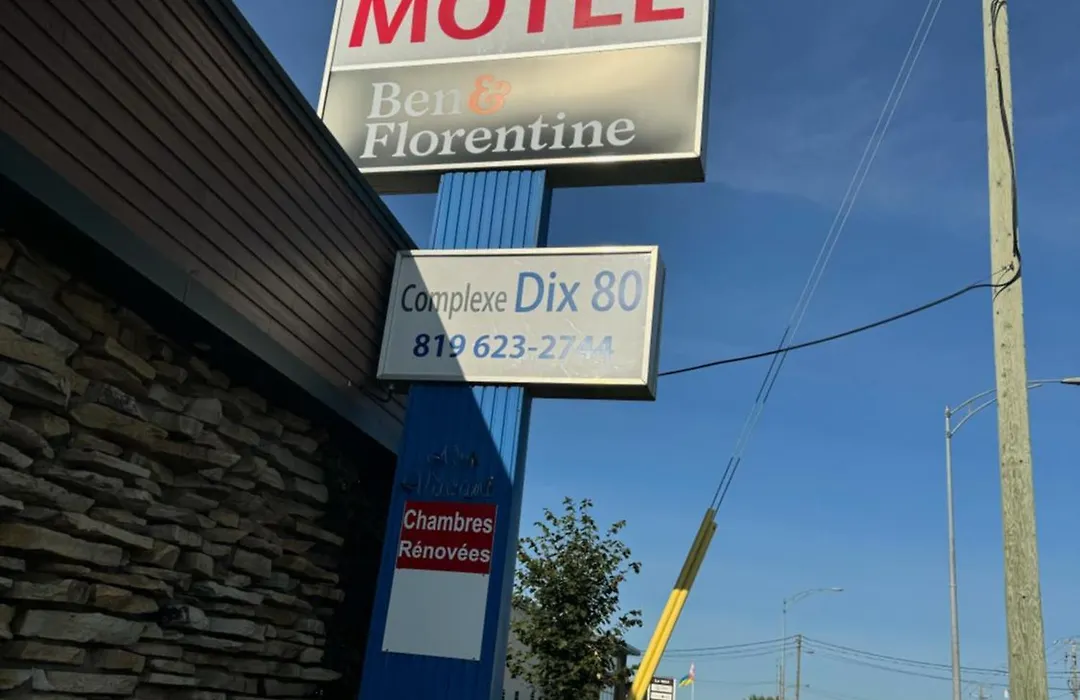 MOTEL
Ben &
Florentine
Complexe Dix 80
819 623-2744
Chambres
Rénovées